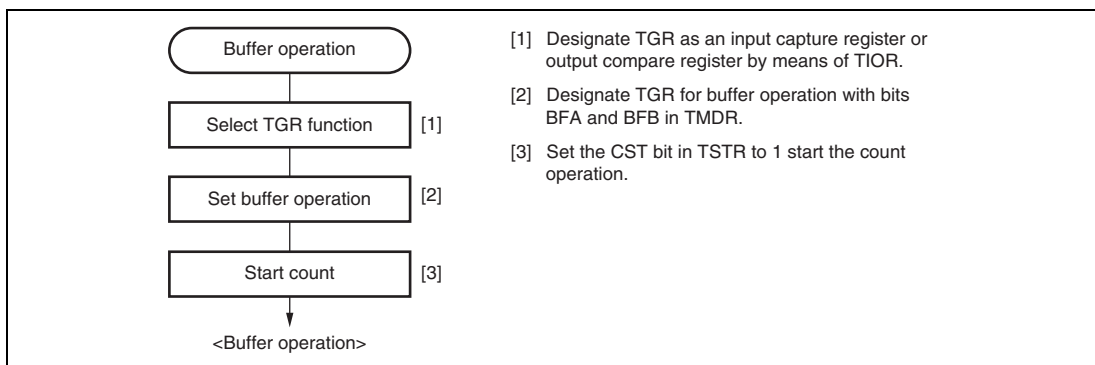 Buffer operation
Select TGR function
[1]
Set buffer operation
[2]
Start count
[3]
<Buffer operation>
[1] Designate TGR as an input capture register or
output compare register by means of TIOR.
[2] Designate TGR for buffer operation with bits
BFA and BFB in TMDR.
[3] Set the CST bit in TSTR to 1 start the count
operation.